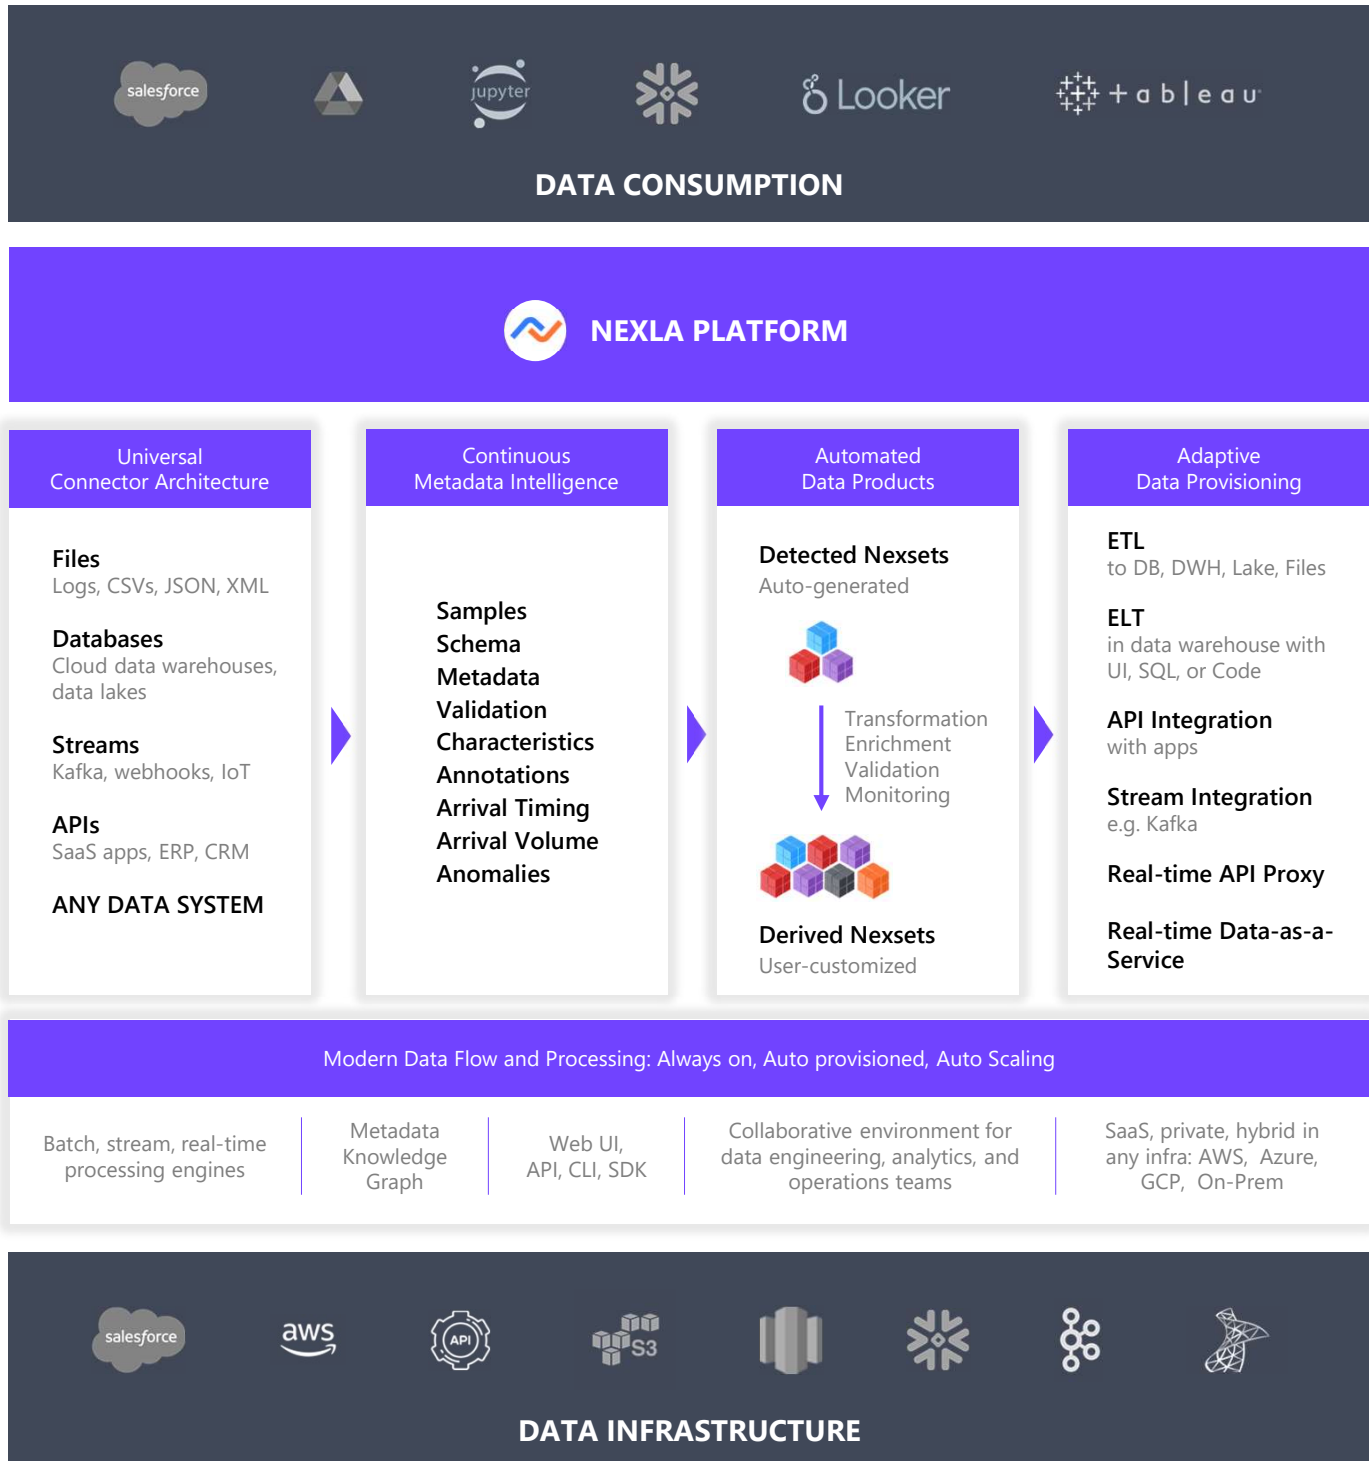 salesforce
jupyter
Looker
+ableau
DATA CONSUMPTION
NEXLA PLATFORM
Universal
Connector Architecture
Files
Logs, CSVs, JSON, XML
Databases
Cloud data warehouses,
data lakes
Streams
Kafka, webhooks, IoT
APIs
SaaS apps, ERP, CRM
ANY DATA SYSTEM
Continuous
Metadata Intelligence
Samples
Schema
Metadata
Validation
Characteristics
Annotations
Arrival Timing
Arrival Volume
Anomalies
Automated
Data Products
Detected Nexsets
Auto-generated
Transformation
Enrichment
Validation
Monitoring
Derived Nexsets
User-customized
Adaptive
Data Provisioning
ETL
to DB, DWH, Lake, Files
ELT
in data warehouse with
UI, SQL, or Code
API Integration
with apps
Stream Integration
e.g. Kafka
Real-time API Proxy
Real-time Data-as-a-
Service
Modern Data Flow and Processing: Always on, Auto provisioned, Auto Scaling
Batch, stream, real-time
processing engines
Metadata
Knowledge
Graph
Web UI,
API, CLI, SDK
Collaborative environment for
data engineering, analytics, and
operations teams
SaaS, private, hybrid in
any infra: AWS, Azure,
GCP, On-Prem
salesforce
aws
API
S3
DATA INFRASTRUCTURE